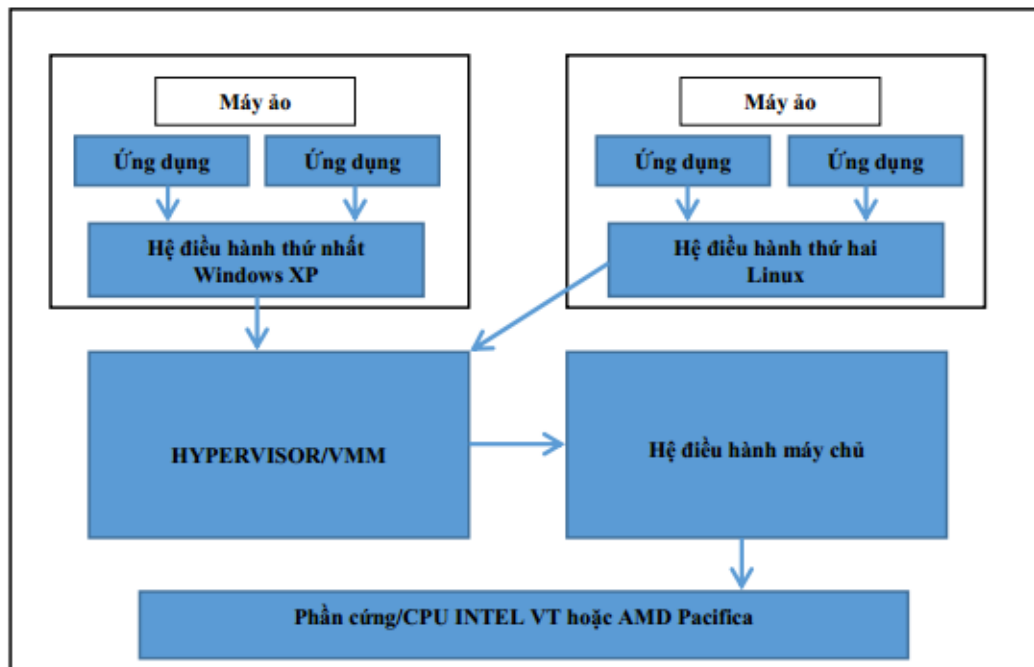 Máy ảo
Máy ảo
Ứng dụng
Ứng dụng
Ứng dụng
Ứng dụng
Hệ điều hành thứ nhất
Windows XP
Hệ điều hành thứ hai
Linux
HYPERVISOR/VMM
Hệ điều hành máy chủ
Phần cứng/CPU INTEL VT hoặc AMD Pacifica